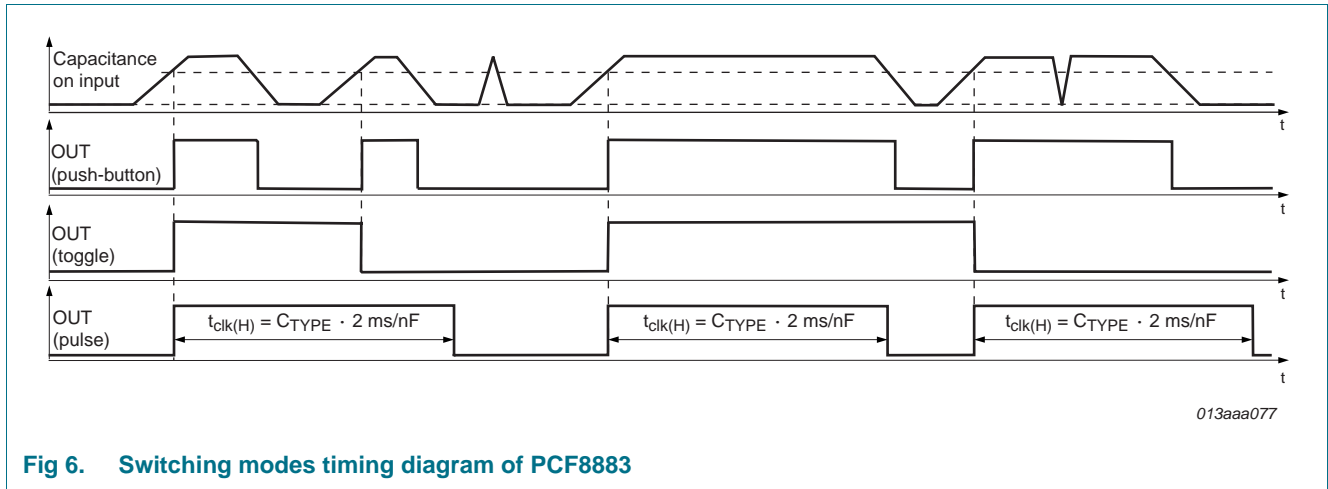 Capacitance
on input
t
OUT
(push-button)
t
OUT
(toggle)
t
OUT
(pulse)
tclk(H) = CTYPE · 2 ms/nF
tclk(H) = CTYPE · 2 ms/nF
tclk(H) = CTYPE · 2 ms/nF
t
013aaa077
Fig 6. Switching modes timing diagram of PCF8883